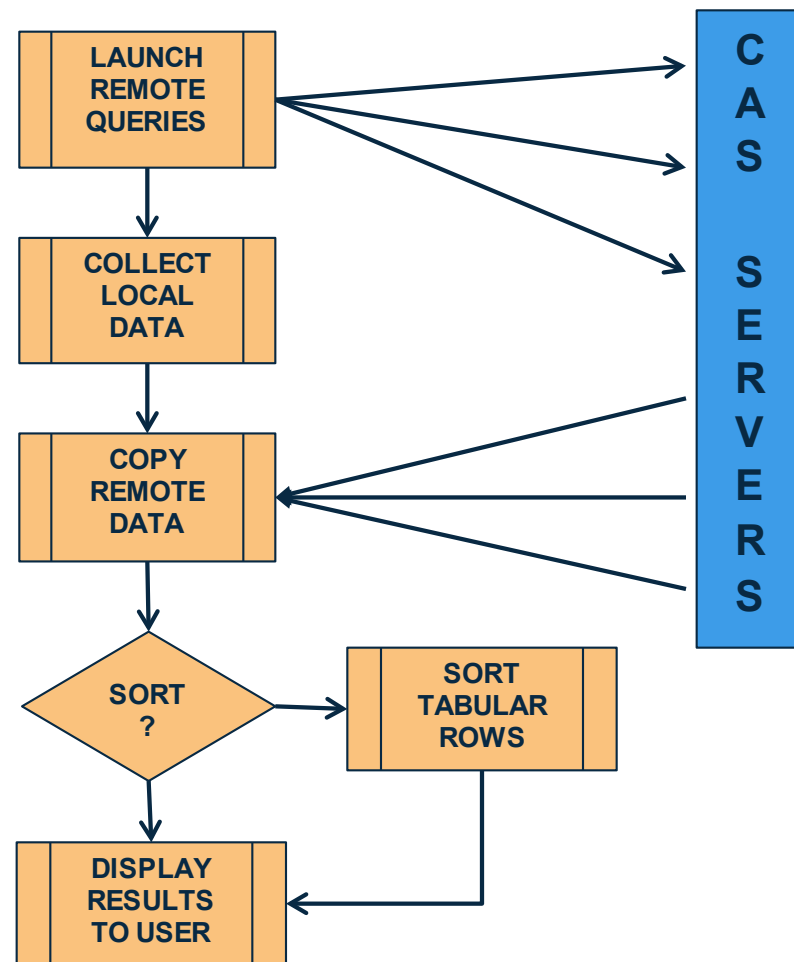 LAUNCH
REMOTE
QUERIES
COLLECT
LOCAL
DATA
COPY
REMOTE
DATA
SORT
?
SORT
TABULAR
ROWS
DISPLAY
RESULTS
TO USER
C
A
S
S
E
R
V
E
R
S